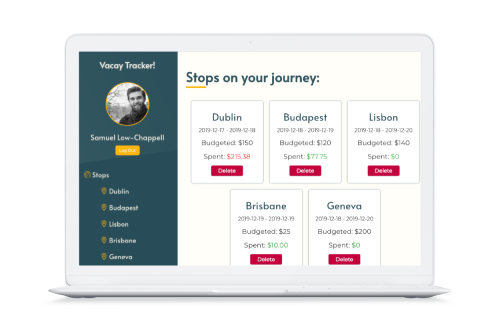 Vacay Tracker!
Samuel Low-Chappell
Log Out
Stops
Dublin
Budapest
Lisbon
Brisbane
Geneva
Stops on your journey:
Dublin
2019-12-17 - 2019-12-18
Budgeted: $150
Spent: $215.38
Delete
Budapest
2019-12-18 - 2019-12-19
Budgeted: $120
Spent: $77.75
Delete
Lisbon
2019-12-18 - 2019-12-20
Budgeted: $140
Spent: $0
Delete
Brisbane
2019-12-19 - 2019-12-19
Budgeted: $25
Spent: $10.00
Delete
Geneva
2019-12-18 - 2019-12-20
Budgeted: $200
Spent: $0
Delete